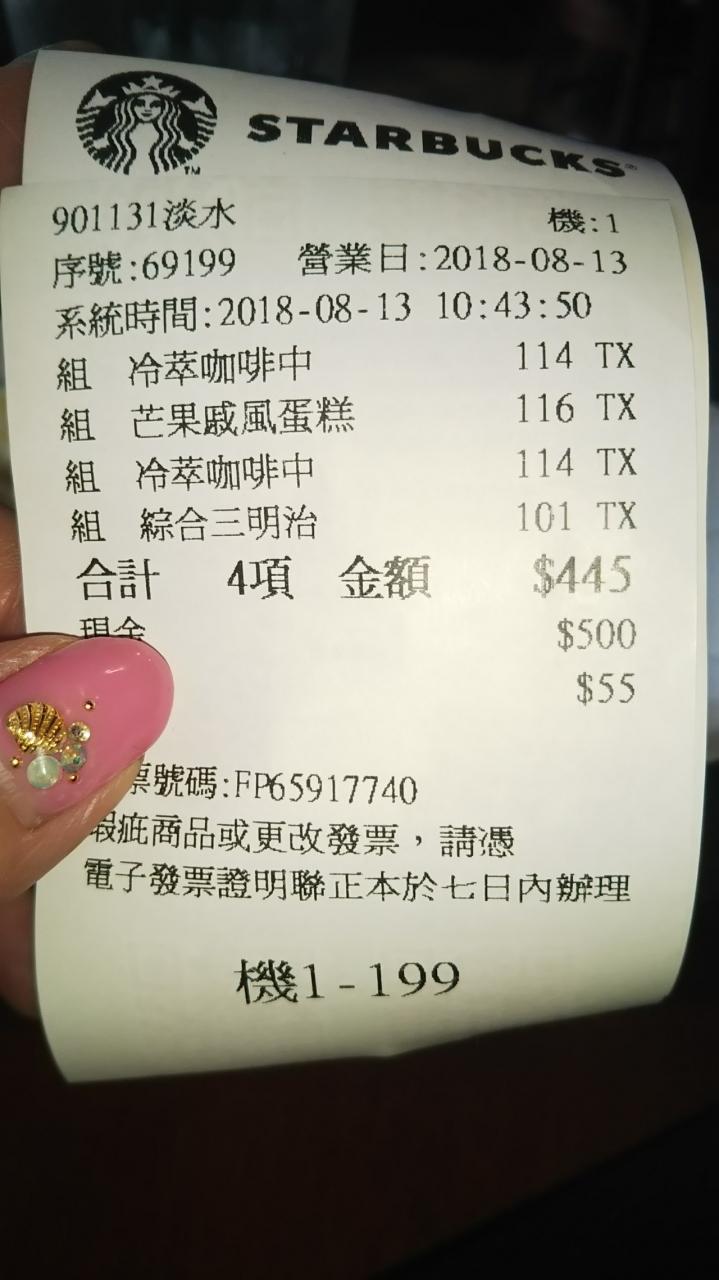 STARBUCKS®
901131淡水 機:1
序號:69199 營業日:2018-08-13
系統時間:2018-08-13 10:43:50
組 冷萃咖啡中 114 TX
組 芒果戚風蛋糕 116 TX
組 冷萃咖啡中 114 TX
組 綜合三明治 101 TX
合計 4項 金額 $445
現金 $500
$55
票號碼:FP65917740
瑕疵商品或更改發票，請憑
電子發票證明聯正本於七日內辦理
機1-199